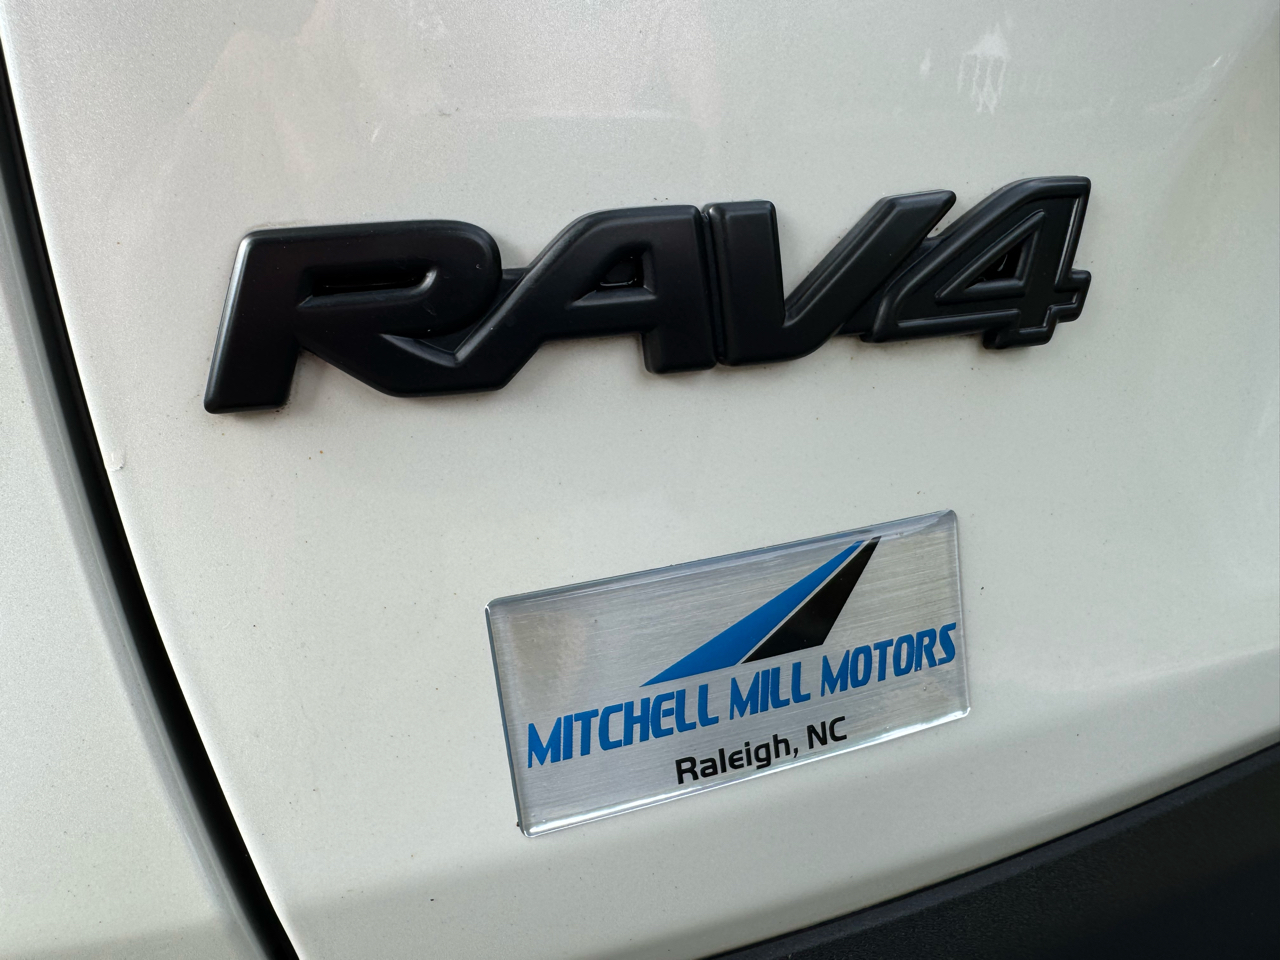 RAV4
MITCHELL MILL MOTORS
Raleigh, NC